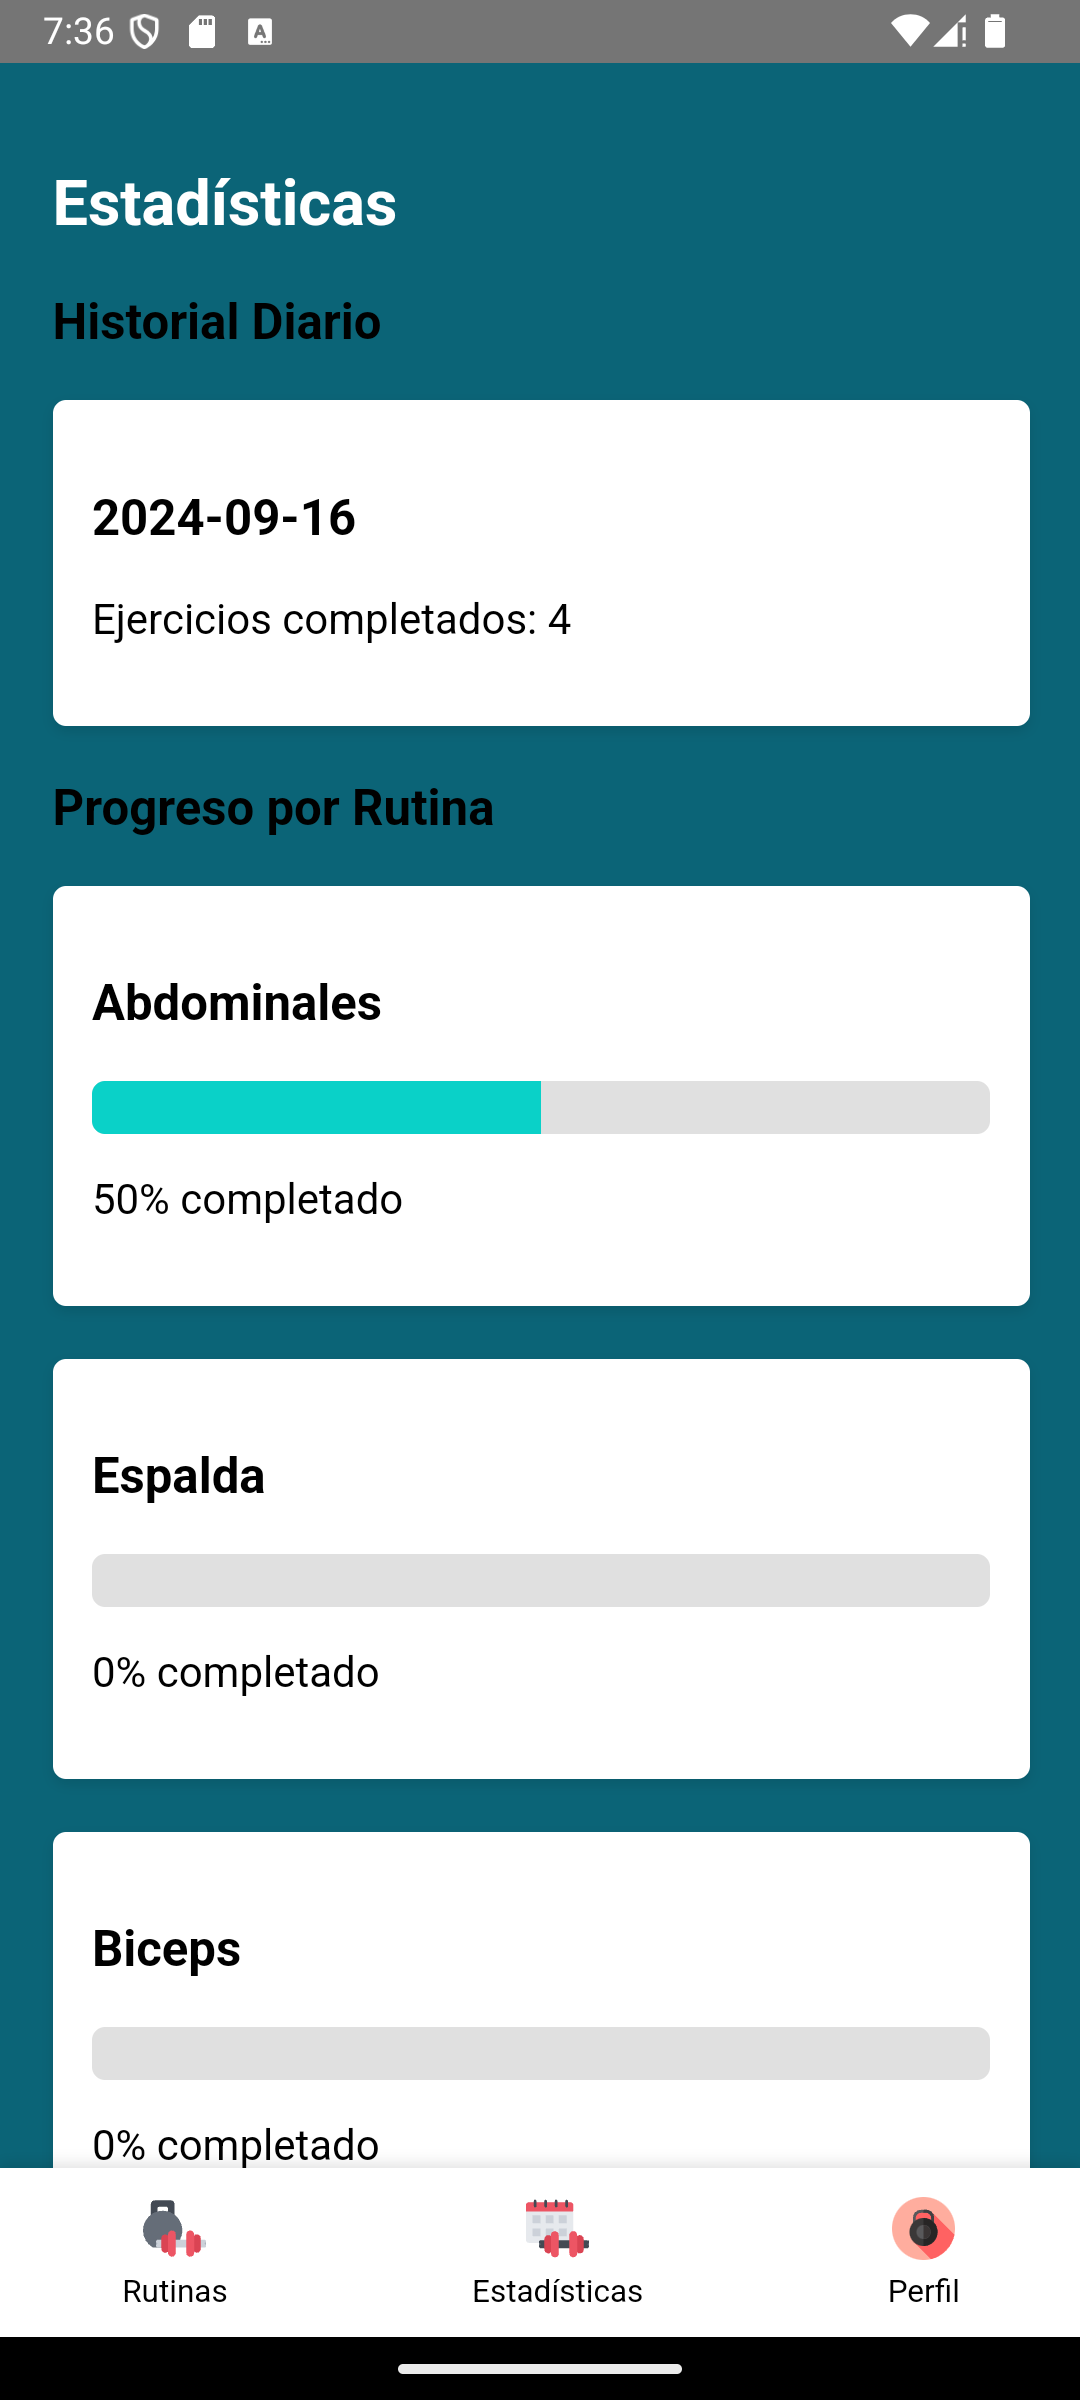 7:36
Estadísticas
Historial Diario
2024-09-16
Ejercicios completados: 4
Progreso por Rutina
Abdominales
50% completado
Espalda
0% completado
Biceps
0% completado
Rutinas
Estadísticas
Perfil